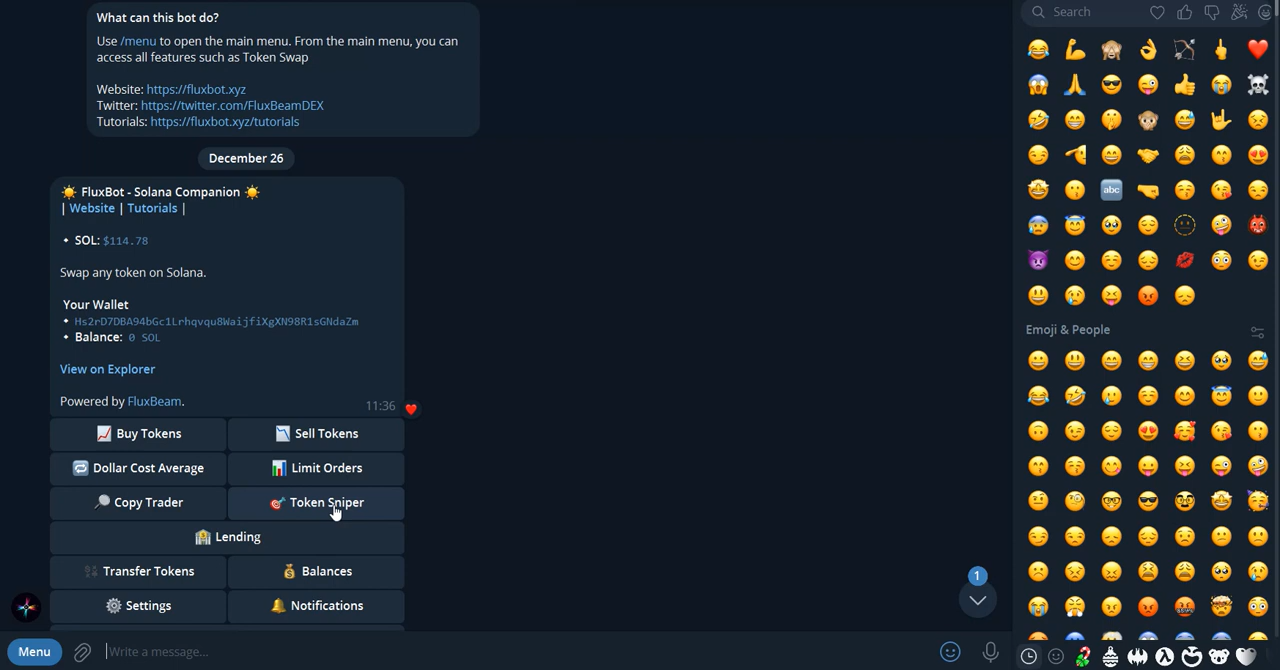 What can this bot do?
Use /menu to open the main menu. From the main menu, you can
access all features such as Token Swap
Website: https://fluxbot.xyz
Twitter: https://twitter.com/FluxBeamDEX
Tutorials: https://fluxbot.xyz/tutorials
December 26
FluxBot - Solana Companion
| Website | Tutorials |
SOL: $114.78
Swap any token on Solana.
Your Wallet
Hs2rD7DBA94bGc1Lrhqvqu8WaijfiXgXN98R1sGNdaZm
Balance: 0 SOL
View on Explorer
Powered by FluxBeam.
11:36
Buy Tokens
Sell Tokens
Dollar Cost Average
Limit Orders
Copy Trader
Token Sniper
Lending
Transfer Tokens
Balances
Settings
Notifications
1
Menu
Write a message...
Search
abc
Emoji & People